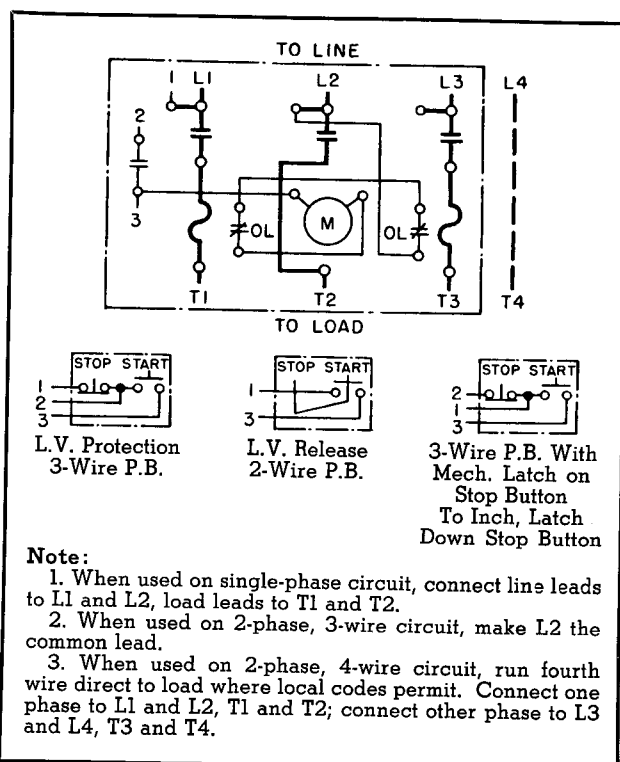 TO LINE
1 L1 L2 L3 L4
2
3
OL M OL
T1 T2 T3 T4
TO LOAD
STOP START
1
2
3
L.V. Protection
3-Wire P.B.
STOP START
1
3
L.V. Release
2-Wire P.B.
STOP START
2
1
3
3-Wire P.B. With
Mech. Latch on
Stop Button
To Inch, Latch
Down Stop Button
Note:
1. When used on single-phase circuit, connect line leads
to L1 and L2, load leads to T1 and T2.
2. When used on 2-phase, 3-wire circuit, make L2 the
common lead.
3. When used on 2-phase, 4-wire circuit, run fourth
wire direct to load where local codes permit. Connect one
phase to L1 and L2, T1 and T2; connect other phase to L3
and L4, T3 and T4.